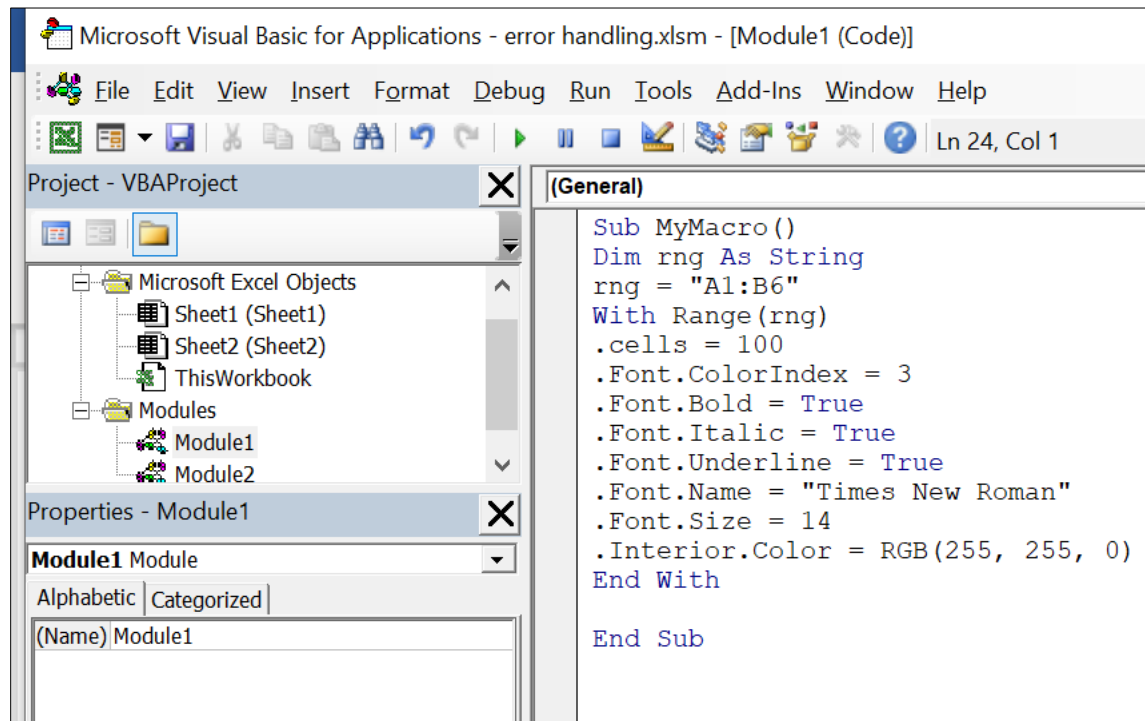 Microsoft Visual Basic for Applications - error handling.xlsm - [Module1 (Code)]
File Edit View Insert Format Debug Run Tools Add-Ins Window Help
Ln 24, Col 1
Project - VBAProject
Microsoft Excel Objects
Sheet1 (Sheet1)
Sheet2 (Sheet2)
ThisWorkbook
Modules
Module1
Module2
Properties - Module1
Module1 Module
Alphabetic Categorized
(Name) Module1
(General)
Sub MyMacro()
Dim rng As String
rng = "A1:B6"
With Range(rng)
.cells = 100
.Font.ColorIndex = 3
.Font.Bold = True
.Font.Italic = True
.Font.Underline = True
.Font.Name = "Times New Roman"
.Font.Size = 14
.Interior.Color = RGB(255, 255, 0)
End With
End Sub